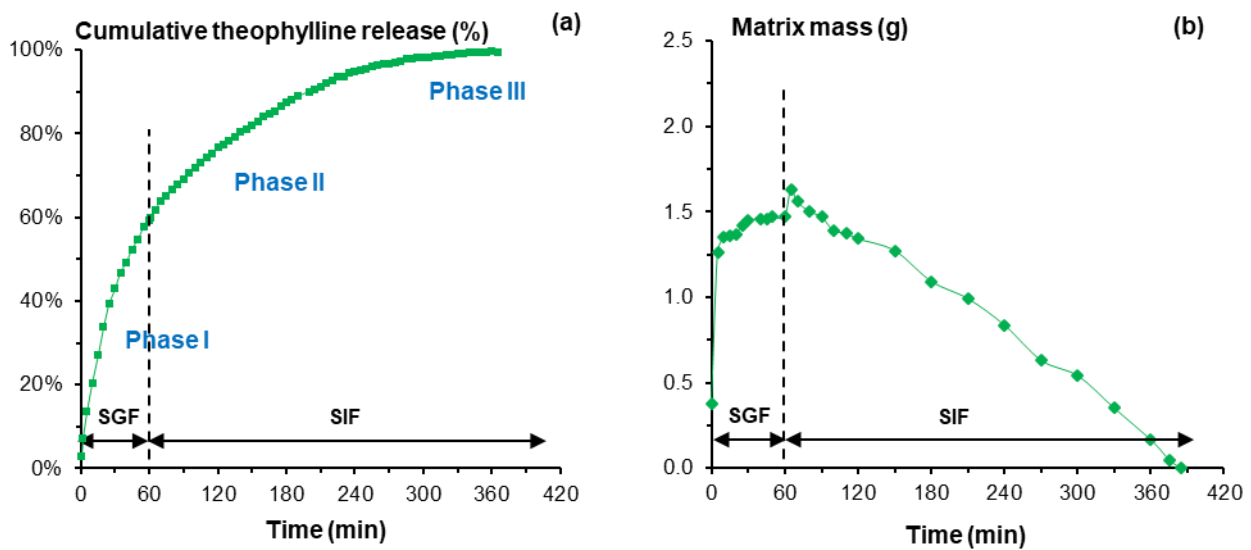 Cumulative theophylline release (%)
(a)
100%
80%
60%
40%
20%
0%
Phase I
Phase II
Phase III
SGF
SIF
0 60 120 180 240 300 360 420
Time (min)
Matrix mass (g)
(b)
2.5
2.0
1.5
1.0
0.5
0.0
SGF
SIF
0 60 120 180 240 300 360 420
Time (min)